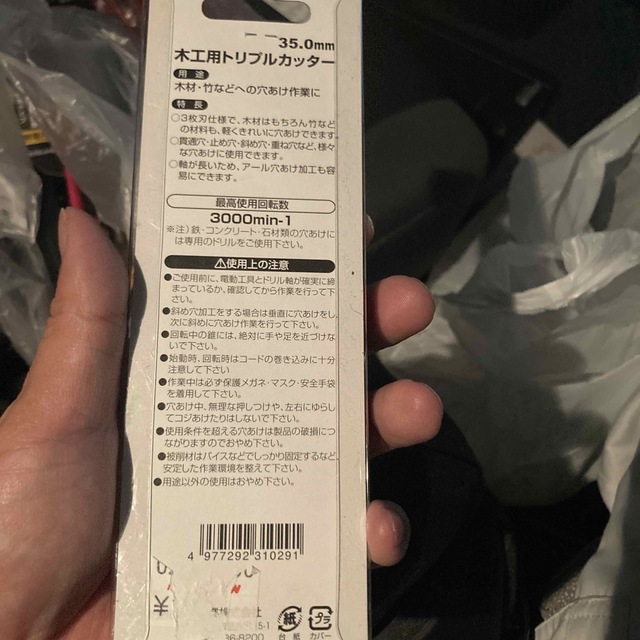 35.0mm
木工用トリプルカッター
用途
木材・竹などへの穴あけ作業に
特長
○3枚刃仕様で、木材はもちろん竹など
の材料も、軽くきれいに穴あけできます。
○貫通穴・止め穴・斜め穴・重ね穴など、様々
な穴あけに使用できます。
○軸が長いため、アール穴あけ加工も容
易にできます。
最高使用回転数
3000min-1
※注)鉄・コンクリート・石材類の穴あけに
は専用のドリルをご使用下さい。
⚠使用上の注意
●ご使用前に、電動工具とドリル軸が確実に締
まっているか、確認してから作業を行って下
さい。
●斜め穴加工をする場合は垂直に穴あけをし、
次に斜めに穴あけ作業を行って下さい。
●回転中の錐には、絶対に手や足を近づけな
いで下さい。
●始動時、回転時はコードの巻き込みに十分
注意して下さい
●作業中は必ず保護メガネ・マスク・安全手袋
を着用して下さい。
●穴あけ中、無理な押しつけや、左右にゆらし
てコジあけたりはしないで下さい。
●使用条件を超える穴あけは製品の破損につ
ながりますのでおやめ下さい。
●被削材はバイスなどでしっかり固定するなど、
安定した作業環境を整えて下さい。
●用途以外の使用はおやめ下さい。
4 977292 310291
株式会社
5-1
36-8200
紙
プラ
台紙
カバー